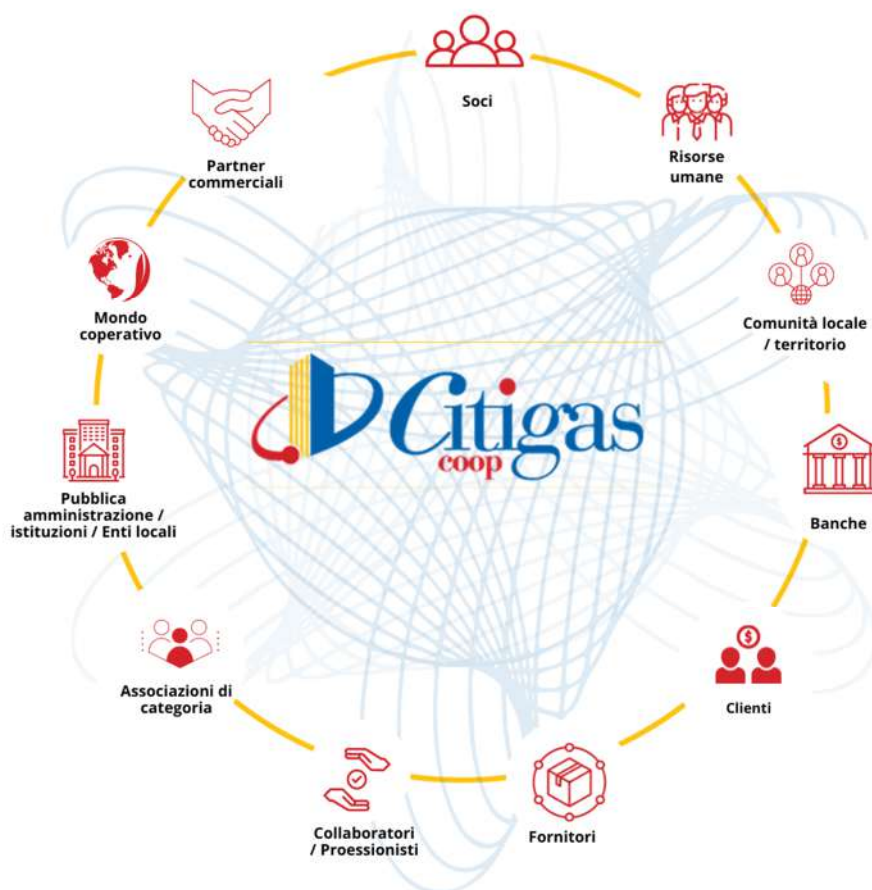 Soci
Risorse
umane
Comunità locale
/ territorio
Banche
Clienti
Fornitori
Collaboratori
/ Proessionisti
Associazioni di
categoria
Pubblica
amministrazione /
istituzioni / Enti locali
Mondo
coperativo
Partner
commerciali
Citigas
coop